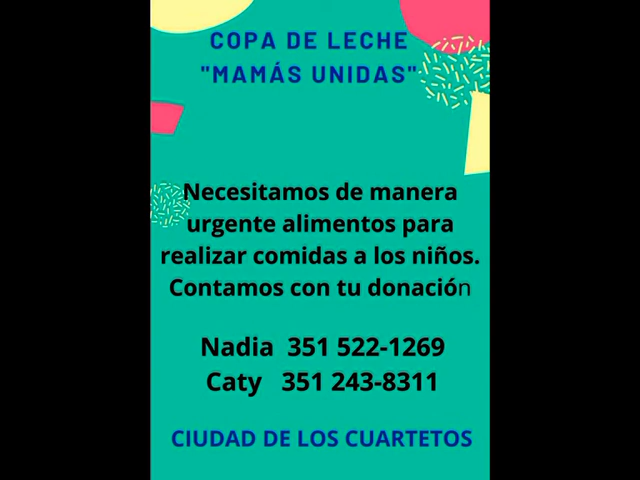 COPA DE LECHE
"MAMÁS UNIDAS"
Necesitamos de manera
urgente alimentos para
realizar comidas a los niños.
Contamos con tu donación
Nadia 351 522-1269
Caty 351 243-8311
CIUDAD DE LOS CUARTETOS